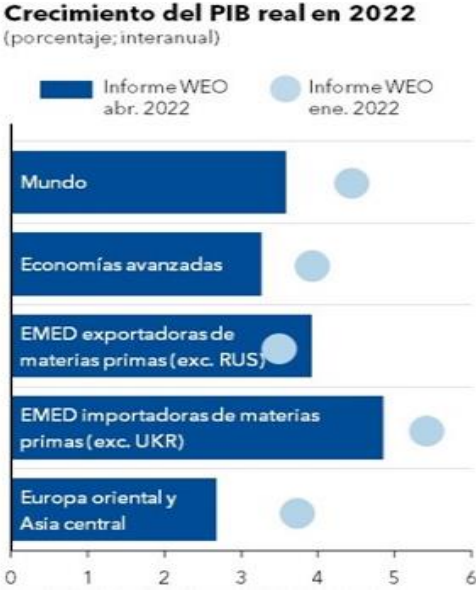 Crecimiento del PIB real en 2022
(porcentaje; interanual)
Informe WEO
abr. 2022
Informe WEO
ene. 2022
Mundo
Economías avanzadas
EMED exportadoras de
materias primas (exc. RUS)
EMED importadoras de materias
primas (exc. UKR)
Europa oriental y
Asia central
0 1 2 3 4 5 6